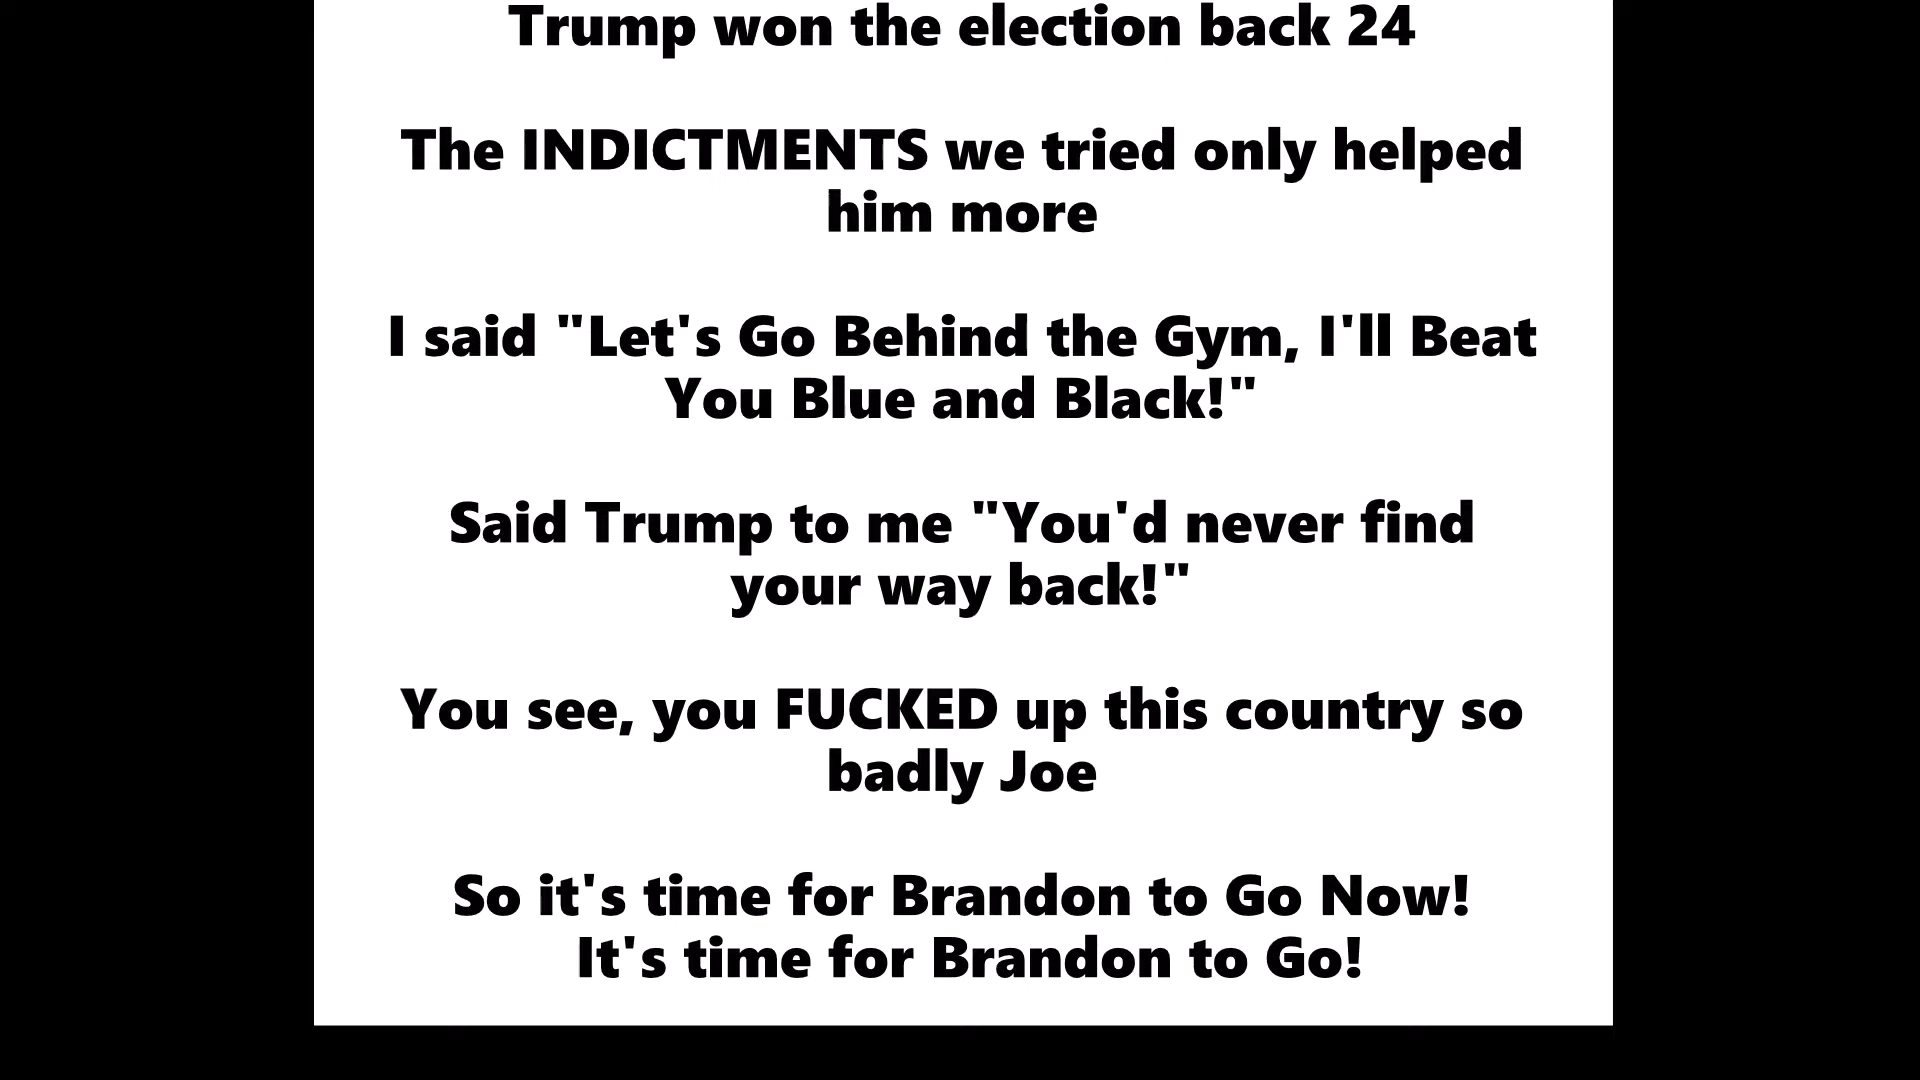 Trump won the election back 24
The INDICTMENTS we tried only helped
him more
I said "Let's Go Behind the Gym, I'll Beat
You Blue and Black!"
Said Trump to me "You'd never find
your way back!"
You see, you FUCKED up this country so
badly Joe
So it's time for Brandon to Go Now!
It's time for Brandon to Go!